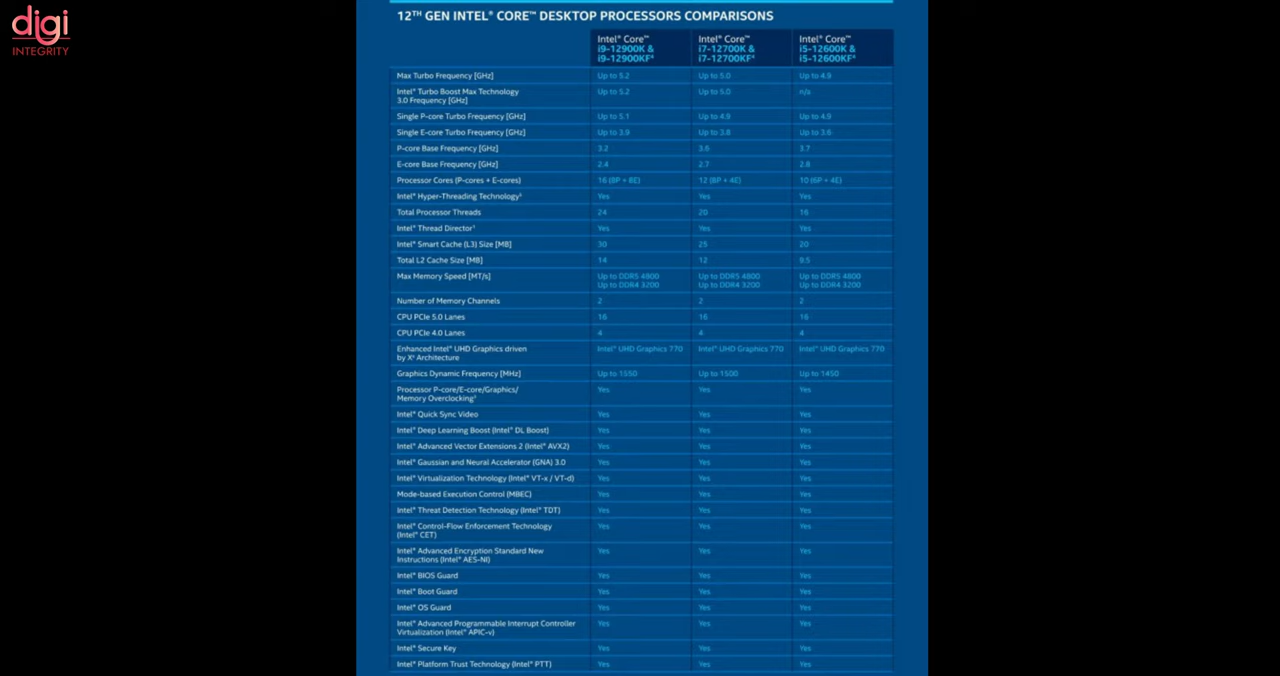 digi
INTEGRITY
12TH GEN INTEL® CORE™ DESKTOP PROCESSORS COMPARISONS
Intel® Core™ i9-12900K & i9-12900KF⁴ Intel® Core™ i7-12700K & i7-12700KF⁴ Intel® Core™ i5-12600K & i5-12600KF⁴
Max Turbo Frequency [GHz] Up to 5.2 Up to 5.0 Up to 4.9
Intel® Turbo Boost Max Technology 3.0 Frequency [GHz] Up to 5.2 Up to 5.0 n/a
Single P-core Turbo Frequency [GHz] Up to 5.1 Up to 4.9 Up to 4.9
Single E-core Turbo Frequency [GHz] Up to 3.9 Up to 3.8 Up to 3.6
P-core Base Frequency [GHz] 3.2 3.6 3.7
E-core Base Frequency [GHz] 2.4 2.7 2.8
Processor Cores (P-cores + E-cores) 16 (8P + 8E) 12 (8P + 4E) 10 (6P + 4E)
Intel® Hyper-Threading Technology⁵ Yes Yes Yes
Total Processor Threads 24 20 16
Intel® Thread Director¹ Yes Yes Yes
Intel® Smart Cache (L3) Size [MB] 30 25 20
Total L2 Cache Size [MB] 14 12 9.5
Max Memory Speed [MT/s] Up to DDR5 4800 Up to DDR5 4800 Up to DDR5 4800
Up to DDR4 3200 Up to DDR4 3200 Up to DDR4 3200
Number of Memory Channels 2 2 2
CPU PCIe 5.0 Lanes 16 16 16
CPU PCIe 4.0 Lanes 4 4 4
Enhanced Intel® UHD Graphics driven by Xᵉ Architecture Intel® UHD Graphics 770 Intel® UHD Graphics 770 Intel® UHD Graphics 770
Graphics Dynamic Frequency [MHz] Up to 1550 Up to 1500 Up to 1450
Processor P-core/E-core/Graphics/ Memory Overclocking² Yes Yes Yes
Intel® Quick Sync Video Yes Yes Yes
Intel® Deep Learning Boost (Intel® DL Boost) Yes Yes Yes
Intel® Advanced Vector Extensions 2 (Intel® AVX2) Yes Yes Yes
Intel® Gaussian and Neural Accelerator (GNA) 3.0 Yes Yes Yes
Intel® Virtualization Technology (Intel® VT-x / VT-d) Yes Yes Yes
Mode-based Execution Control (MBEC) Yes Yes Yes
Intel® Threat Detection Technology (Intel® TDT) Yes Yes Yes
Intel® Control-Flow Enforcement Technology (Intel® CET) Yes Yes Yes
Intel® Advanced Encryption Standard New Instructions (Intel® AES-NI) Yes Yes Yes
Intel® BIOS Guard Yes Yes Yes
Intel® Boot Guard Yes Yes Yes
Intel® OS Guard Yes Yes Yes
Intel® Advanced Programmable Interrupt Controller Virtualization (Intel® APIC-v) Yes Yes Yes
Intel® Secure Key Yes Yes Yes
Intel® Platform Trust Technology (Intel® PTT) Yes Yes Yes